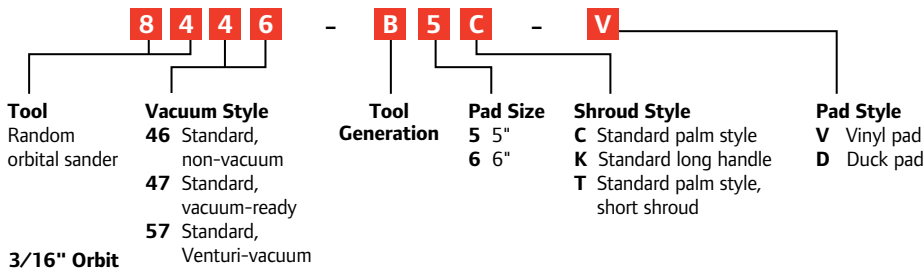 8 4 4 6 - B 5 C - V
Tool
Random
orbital sander
3/16" Orbit
Vacuum Style
46 Standard,
non-vacuum
47 Standard,
vacuum-ready
57 Standard,
Venturi-vacuum
Tool
Generation
Pad Size
5 5"
6 6"
Shroud Style
C Standard palm style
K Standard long handle
T Standard palm style,
short shroud
Pad Style
V Vinyl pad
D Duck pad